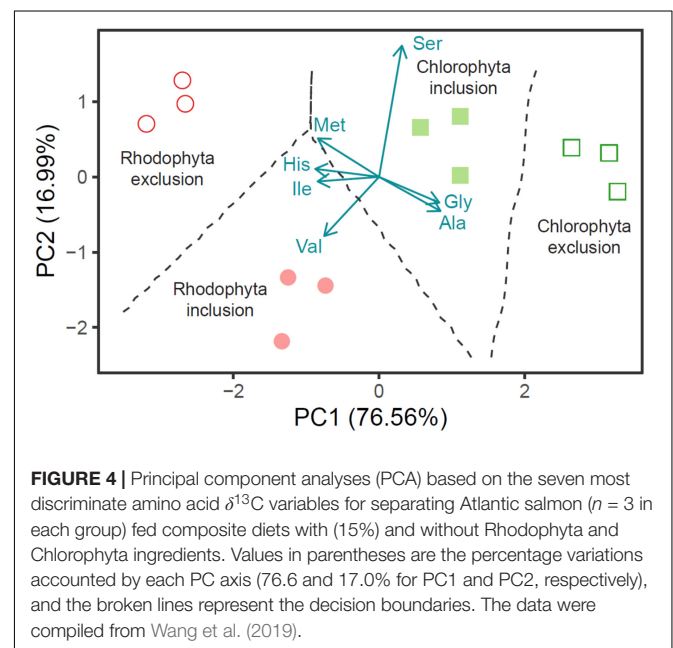 Ser
Chlorophyta
inclusion
1
Met
Rhodophyta
exclusion
His
0
Ile
Gly
Ala
Chlorophyta
exclusion
Val
−1
Rhodophyta
inclusion
−2
PC2 (16.99%)
−2
0
2
PC1 (76.56%)
FIGURE 4 | Principal component analyses (PCA) based on the seven most
discriminate amino acid δ13C variables for separating Atlantic salmon (n = 3 in
each group) fed composite diets with (15%) and without Rhodophyta and
Chlorophyta ingredients. Values in parentheses are the percentage variations
accounted by each PC axis (76.6 and 17.0% for PC1 and PC2, respectively),
and the broken lines represent the decision boundaries. The data were
compiled from Wang et al. (2019).